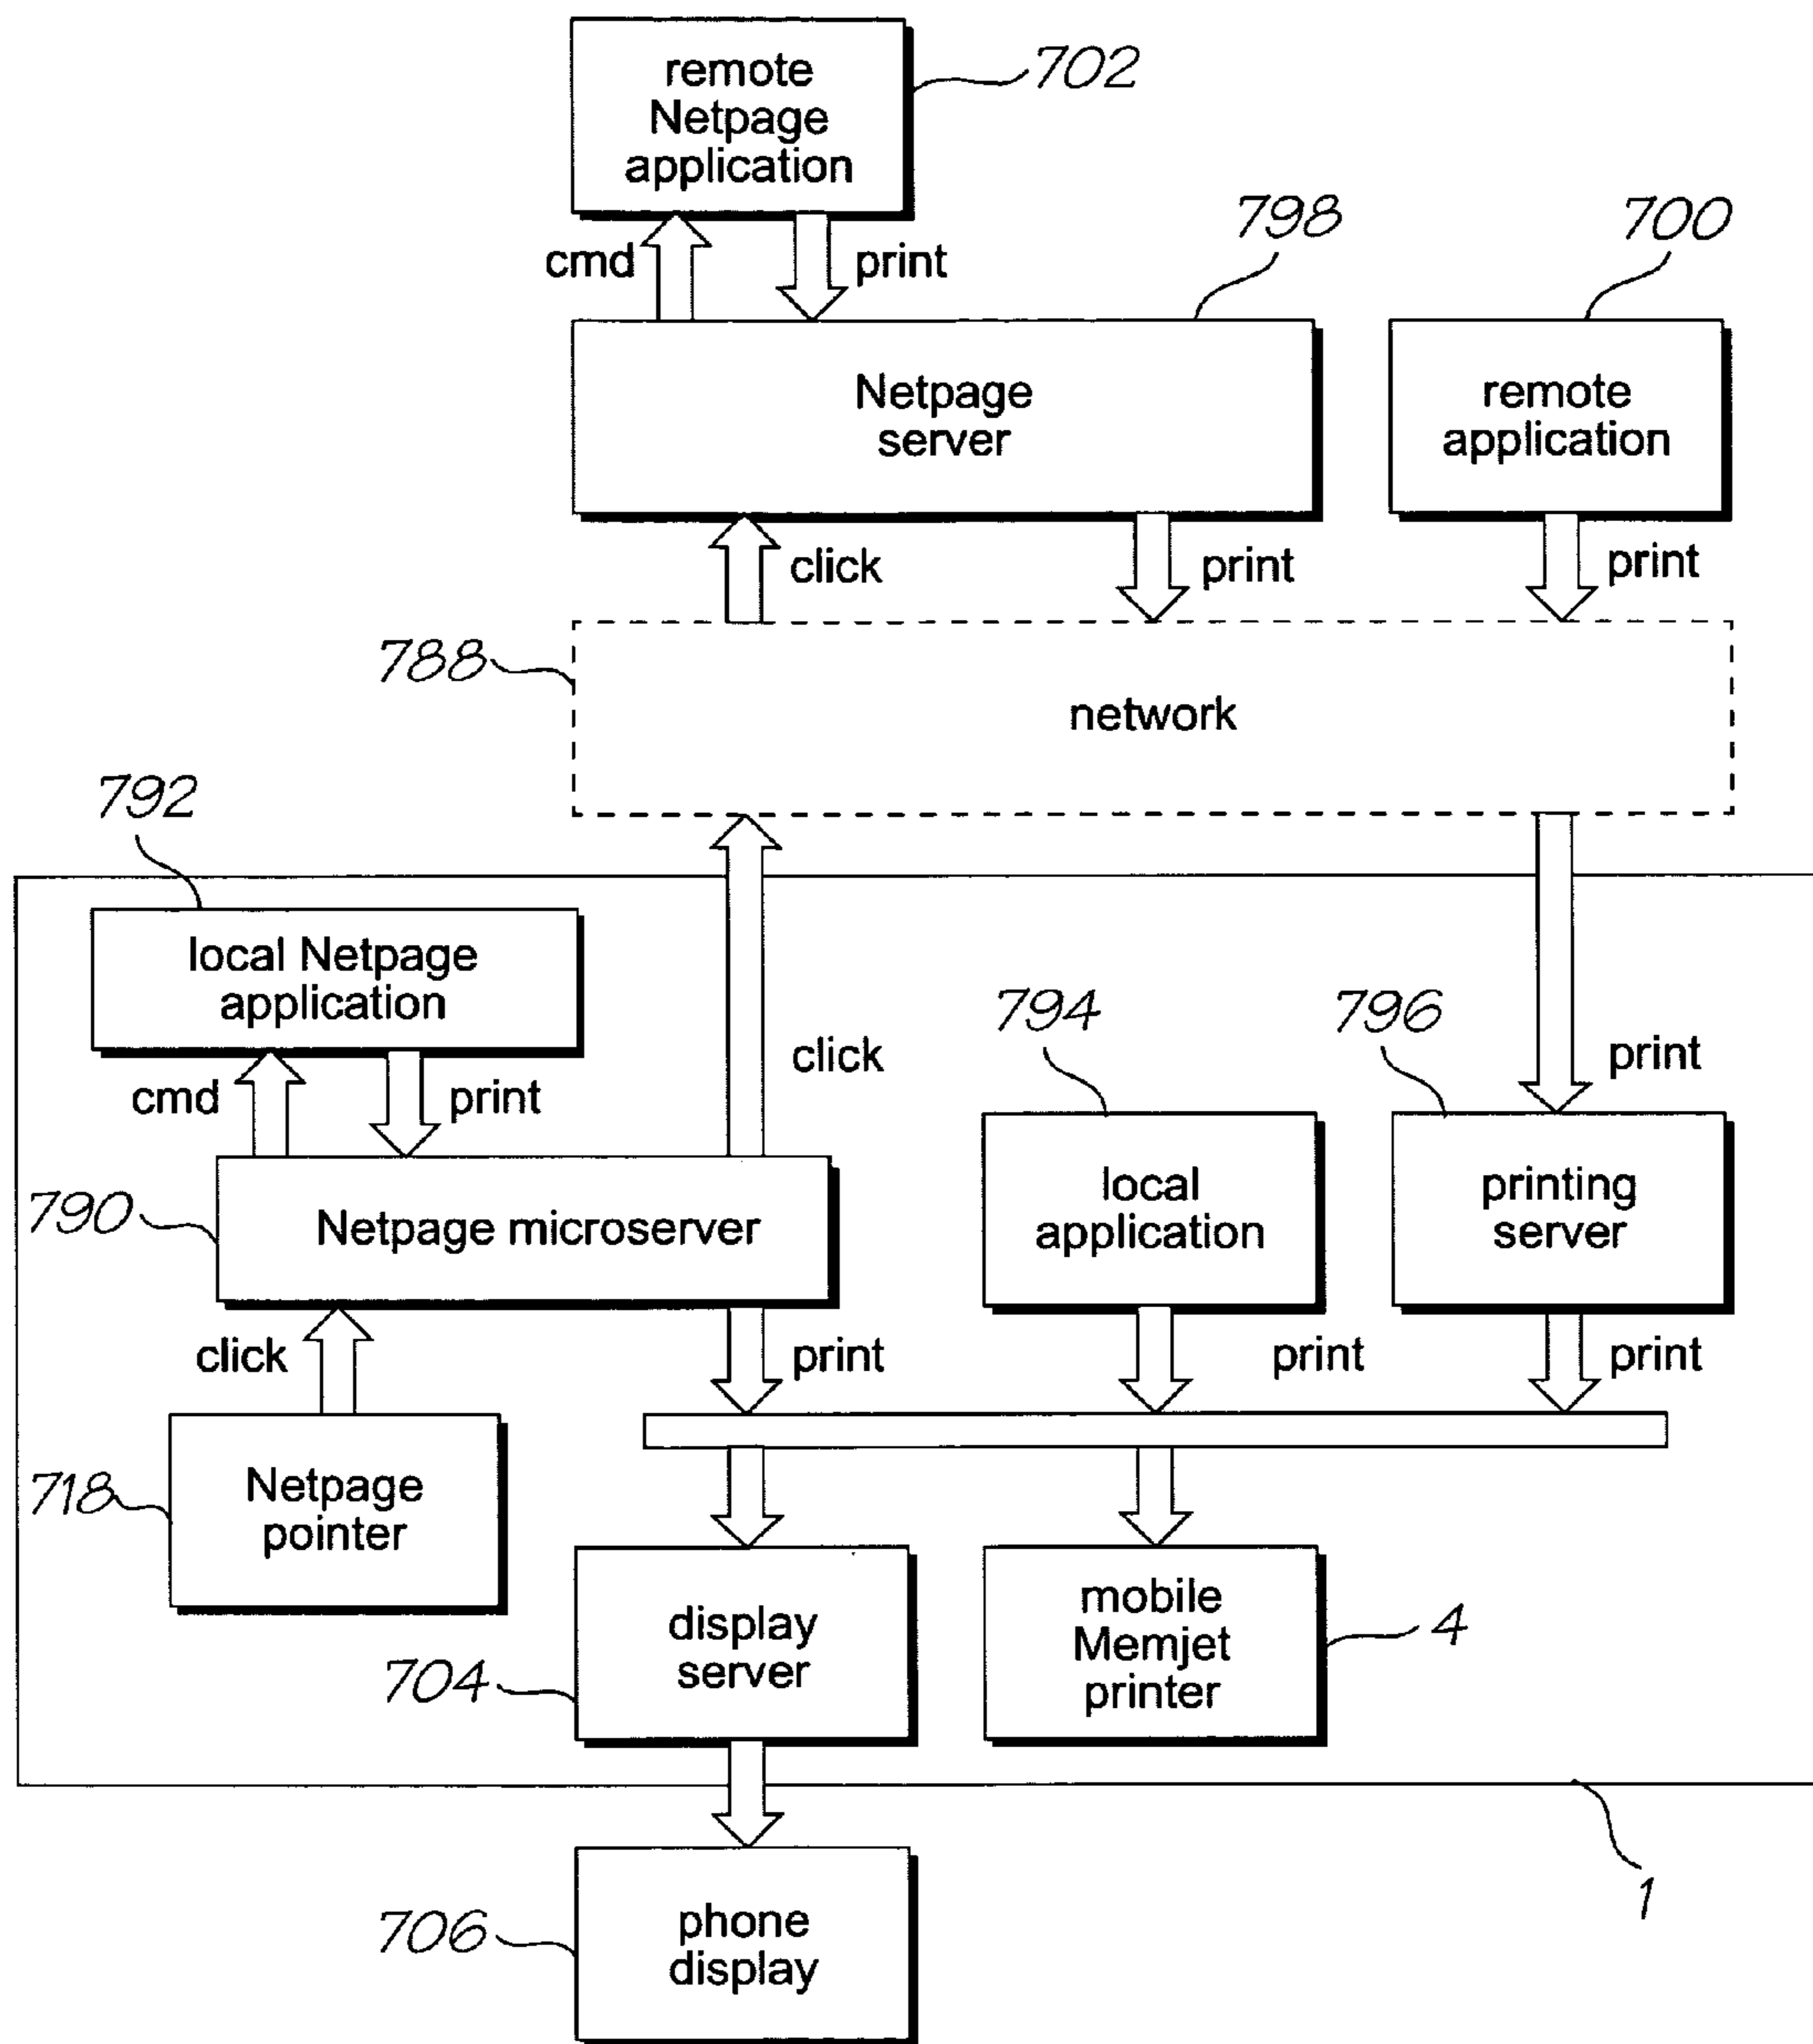 remote
Netpage
application
702
cmd
print
798
700
Netpage
server
remote
application
click
print
print
788
network
792
local Netpage
application
794
796
click
print
cmd
print
790
Netpage microserver
local
application
printing
server
click
print
print
print
718
Netpage
pointer
704
display
server
mobile
Memjet
printer
4
706
phone
display
1